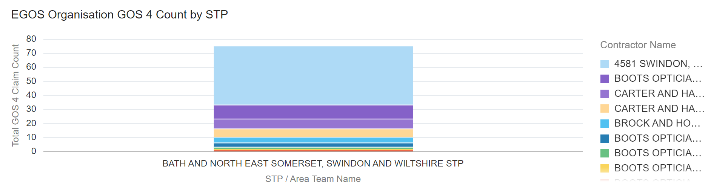 EGOS Organisation GOS 4 Count by STP
Total GOS 4 Claim Count
80
70
60
50
40
30
20
10
0
BATH AND NORTH EAST SOMERSET, SWINDON AND WILTSHIRE STP
STP / Area Team Name
Contractor Name
4581 SWINDON, ...
BOOTS OPTICIA...
CARTER AND HA...
CARTER AND HA...
BROCK AND HO...
BOOTS OPTICIA...
BOOTS OPTICIA...
BOOTS OPTICIA...